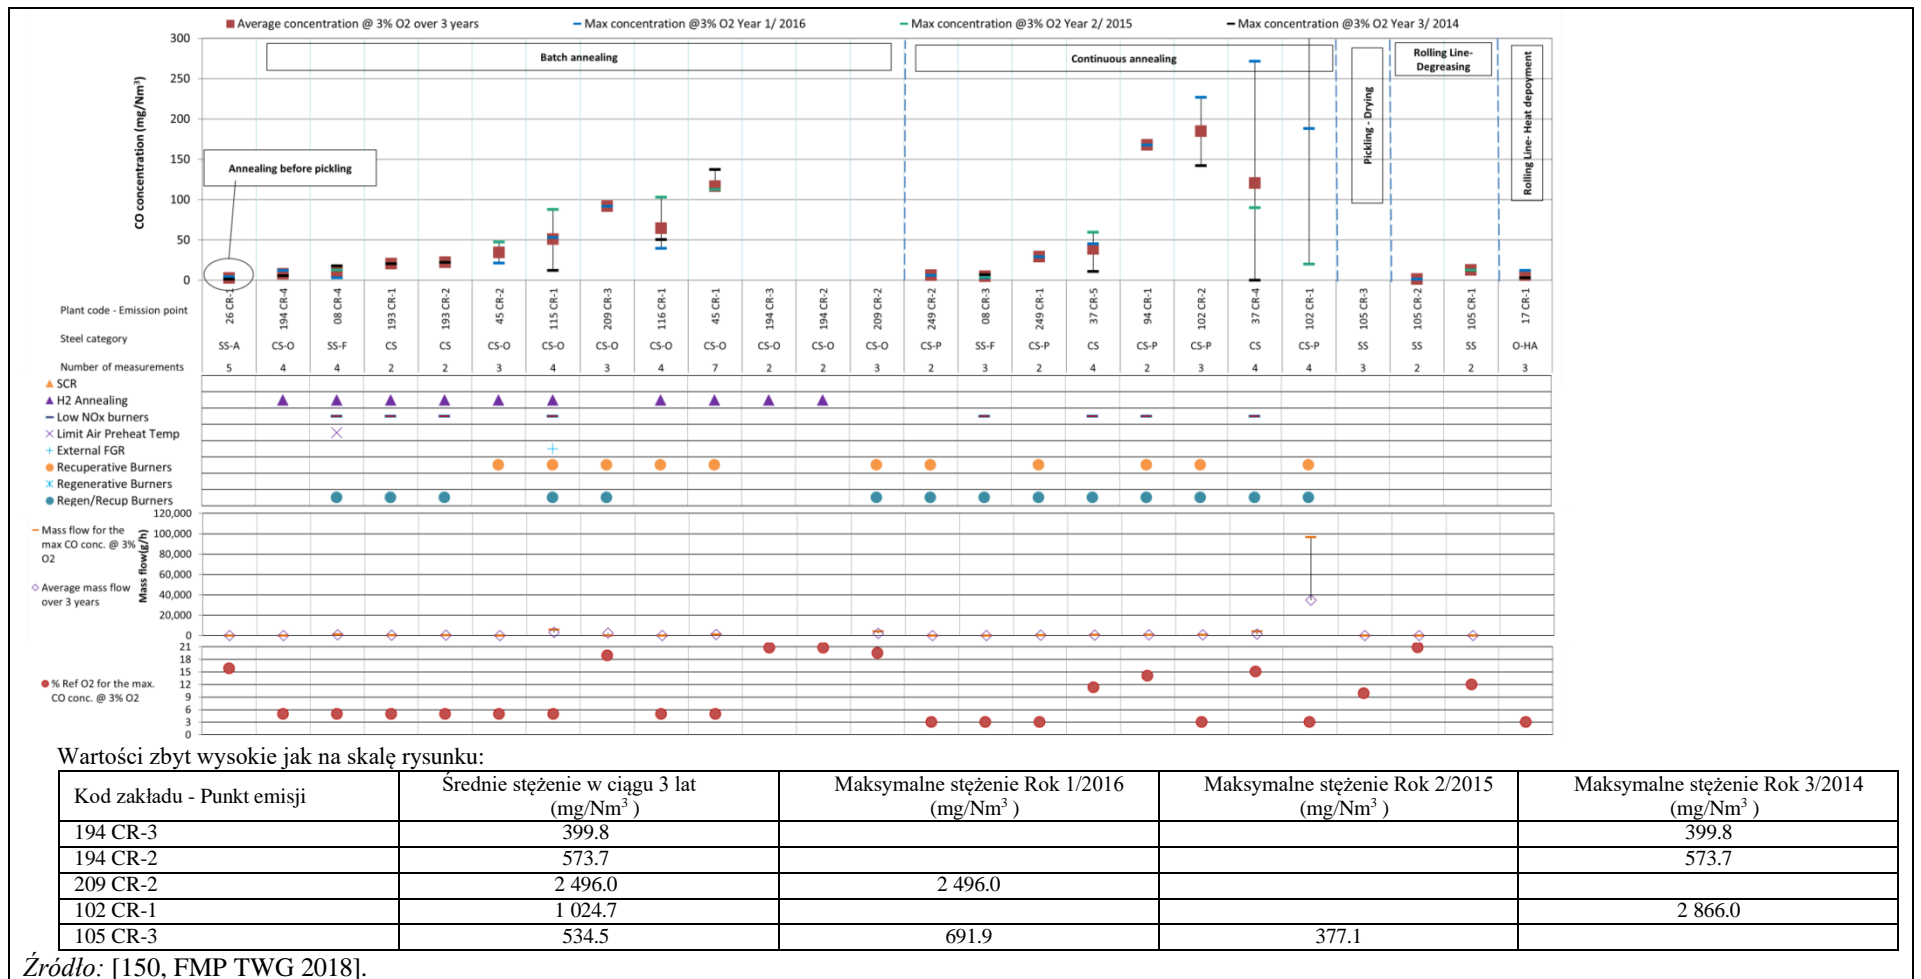 Average concentration @ 3% O2 over 3 years
Max concentration @3% O2 Year 1/ 2016
Max concentration @3% O2 Year 2/ 2015
Max concentration @3% O2 Year 3/ 2014
300
250
200
150
100
50
0
CO concentration (mg/Nm³)
Batch annealing
Continuous annealing
Rolling Line-
Degreasing
Annealing before pickling
Pickling - Drying
Rolling Line- Heat depoyment
Plant code - Emission point
26 CR-1 194 CR-4 08 CR-4 193 CR-1 193 CR-2 45 CR-2 115 CR-1 209 CR-3 116 CR-1 45 CR-1 194 CR-3 194 CR-2 209 CR-2 249 CR-2 08 CR-3 249 CR-1 37 CR-5 94 CR-1 102 CR-2 37 CR-4 102 CR-1 105 CR-3 105 CR-2 105 CR-1 17 CR-1
Steel category
SS-A CS-O SS-F CS CS CS-O CS-O CS-O CS-O CS-O CS-O CS-O CS-O CS-P SS-F CS-P CS CS-P CS-P CS CS-P SS SS SS O-HA
Number of measurements
5 4 4 2 2 3 4 3 4 7 2 2 3 2 3 2 4 2 3 4 4 3 2 2 3
SCR
H2 Annealing
Low NOx burners
Limit Air Preheat Temp
External FGR
Recuperative Burners
Regenerative Burners
Regen/Recup Burners
Mass flow for the
max CO conc. @ 3%
O2
Average mass flow
over 3 years
Mass flow(g/h)
120,000
100,000
80,000
60,000
40,000
20,000
0
% Ref O2 for the max.
CO conc. @ 3% O2
21
18
15
12
9
6
3
0
Wartości zbyt wysokie jak na skalę rysunku:
Kod zakładu - Punkt emisji
Średnie stężenie w ciągu 3 lat
(mg/Nm³ )
Maksymalne stężenie Rok 1/2016
(mg/Nm³ )
Maksymalne stężenie Rok 2/2015
(mg/Nm³ )
Maksymalne stężenie Rok 3/2014
(mg/Nm³ )
194 CR-3 399.8 399.8
194 CR-2 573.7 573.7
209 CR-2 2 496.0 2 496.0
102 CR-1 1 024.7 2 866.0
105 CR-3 534.5 691.9 377.1
Źródło: [150, FMP TWG 2018].